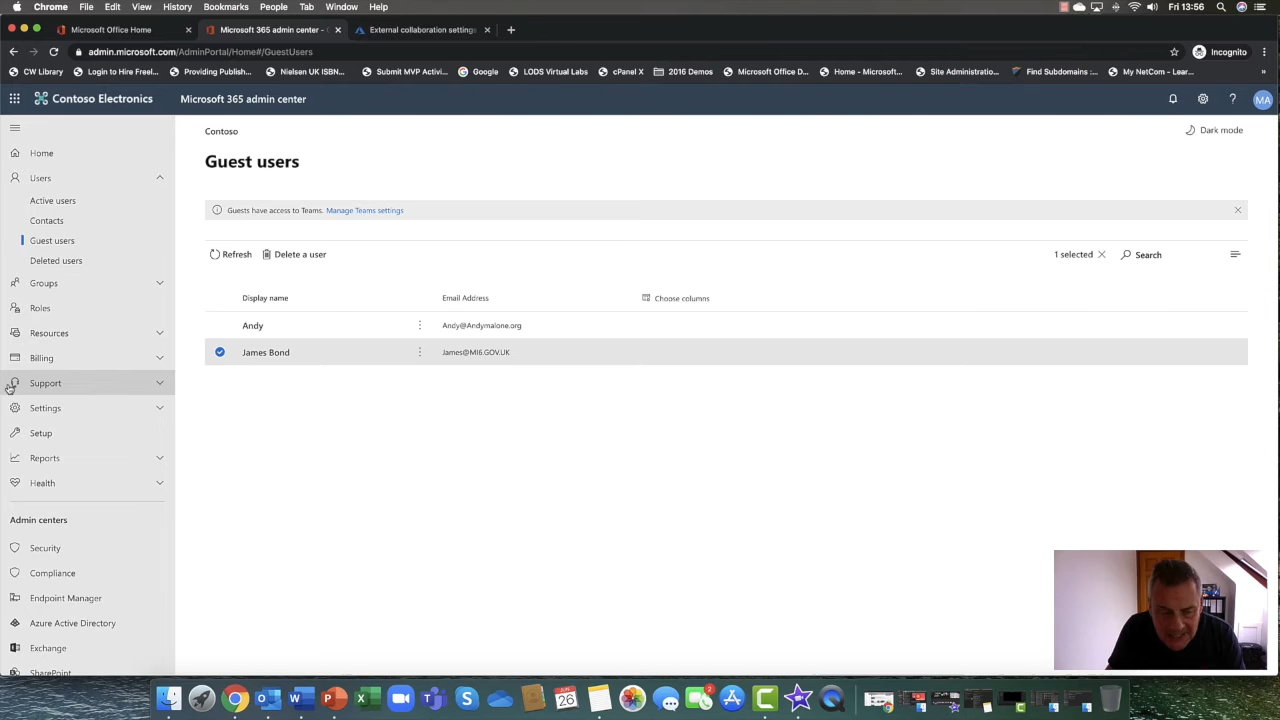 Chrome File Edit View History Bookmarks People Tab Window Help Fri 13:56
Microsoft Office Home Microsoft 365 admin center - External collaboration settings
admin.microsoft.com/AdminPortal/Home#/GuestUsers Incognito
CW Library Login to Hire Freel... Providing Publish... Nielsen UK ISBN... Submit MVP Activi... Google LODS Virtual Labs cPanel X 2016 Demos Microsoft Office D... Home - Microsoft... Site Administratio... Find Subdomains :... My NetCom - Lear... »
Contoso Electronics Microsoft 365 admin center ? MA
Contoso Dark mode
Guest users
Guests have access to Teams. Manage Teams settings
Refresh Delete a user 1 selected Search
Display name Email Address Choose columns
Andy Andy@Andymalone.org
James Bond James@MI6.GOV.UK
Home
Users
Active users
Contacts
Guest users
Deleted users
Groups
Roles
Resources
Billing
Support
Settings
Setup
Reports
Health
Admin centers
Security
Compliance
Endpoint Manager
Azure Active Directory
Exchange
SharePoint
JUN
26
2